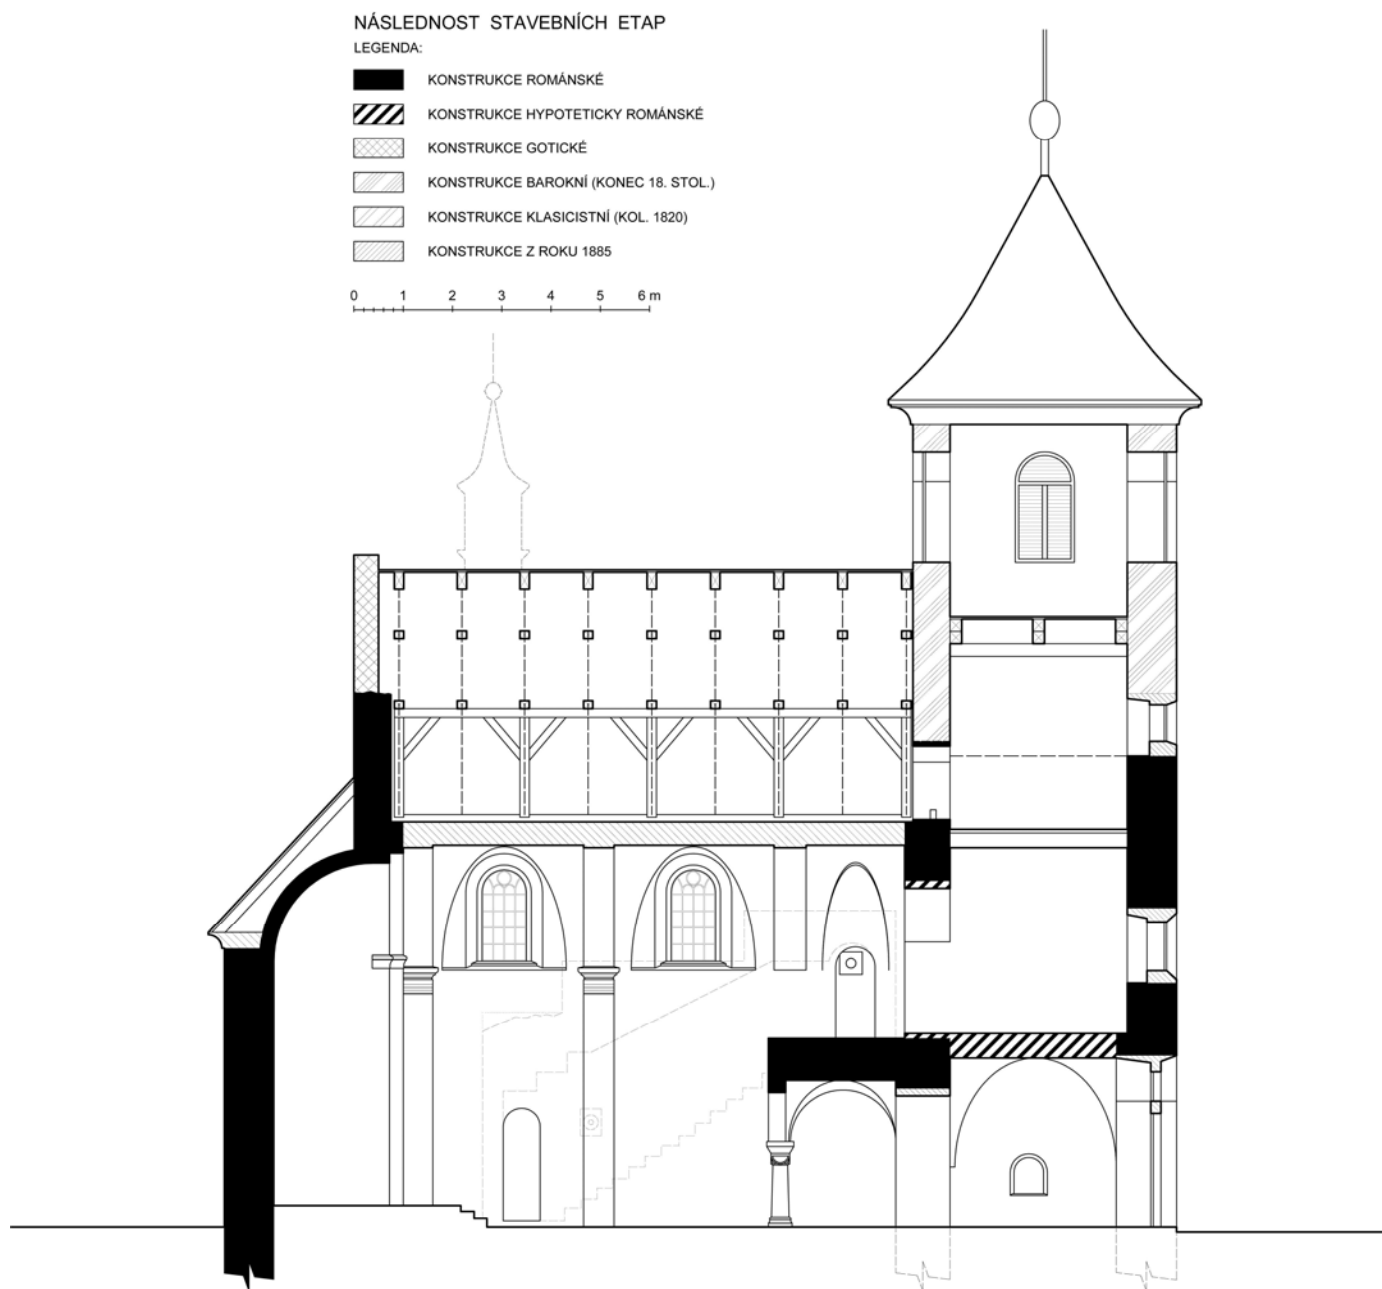 NÁSLEDNOST STAVEBNÍCH ETAP
LEGENDA:
KONSTRUKCE ROMÁNSKÉ
KONSTRUKCE HYPOTETICKY ROMÁNSKÉ
KONSTRUKCE GOTICKÉ
KONSTRUKCE BAROKNÍ (KONEC 18. STOL.)
KONSTRUKCE KLASICISTNÍ (KOL. 1820)
KONSTRUKCE Z ROKU 1885
0 1 2 3 4 5 6 m